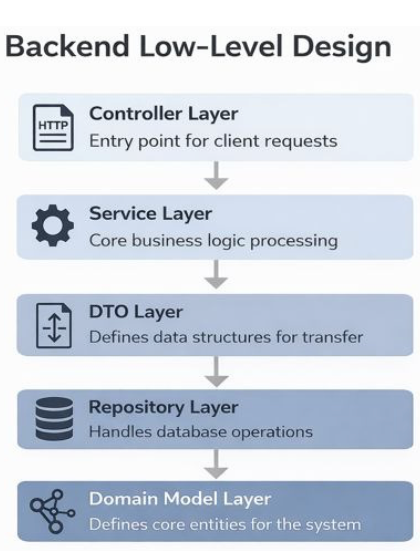 Backend Low-Level Design
HTTP
Controller Layer
Entry point for client requests
Service Layer
Core business logic processing
DTO Layer
Defines data structures for transfer
Repository Layer
Handles database operations
Domain Model Layer
Defines core entities for the system